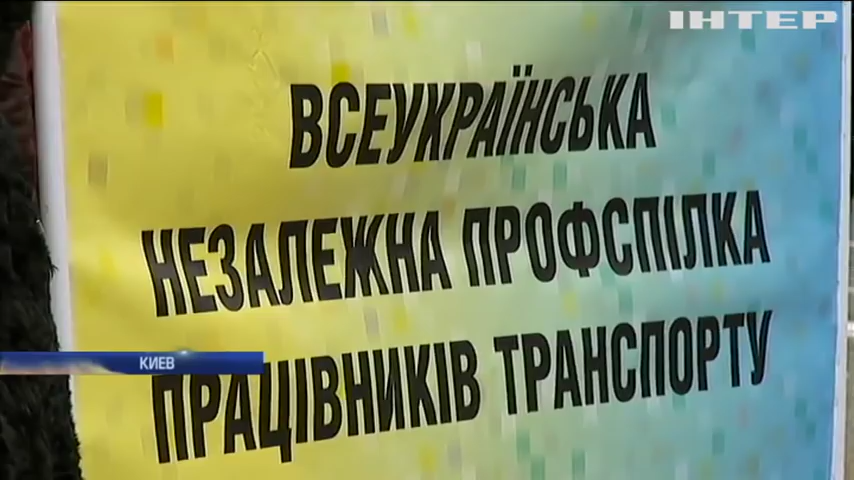 ІНТЕР
ВСЕУКРАЇНСЬКА
НЕЗАЛЕЖНА ПРОФСПІЛКА
КИЕВ
ПРАЦІВНИКІВ ТРАНСПОРТУ